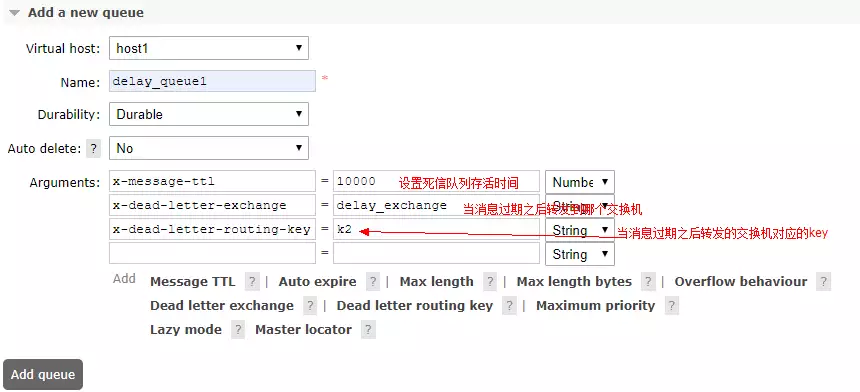 Add a new queue
Virtual host: host1
Name: delay_queue1 *
Durability: Durable
Auto delete: ? No
Arguments: x-message-ttl = 10000 设置死信队列存活时间 Numbe
x-dead-letter-exchange = delay_exchange 当消息过期之后转发到那个交换机 String
x-dead-letter-routing-key = k2 String 当消息过期之后转发的交换机对应的key
= String
Add Message TTL ? | Auto expire ? | Max length ? | Max length bytes ? | Overflow behaviour ?
Dead letter exchange ? | Dead letter routing key ? | Maximum priority ?
Lazy mode ? Master locator ?
Add queue